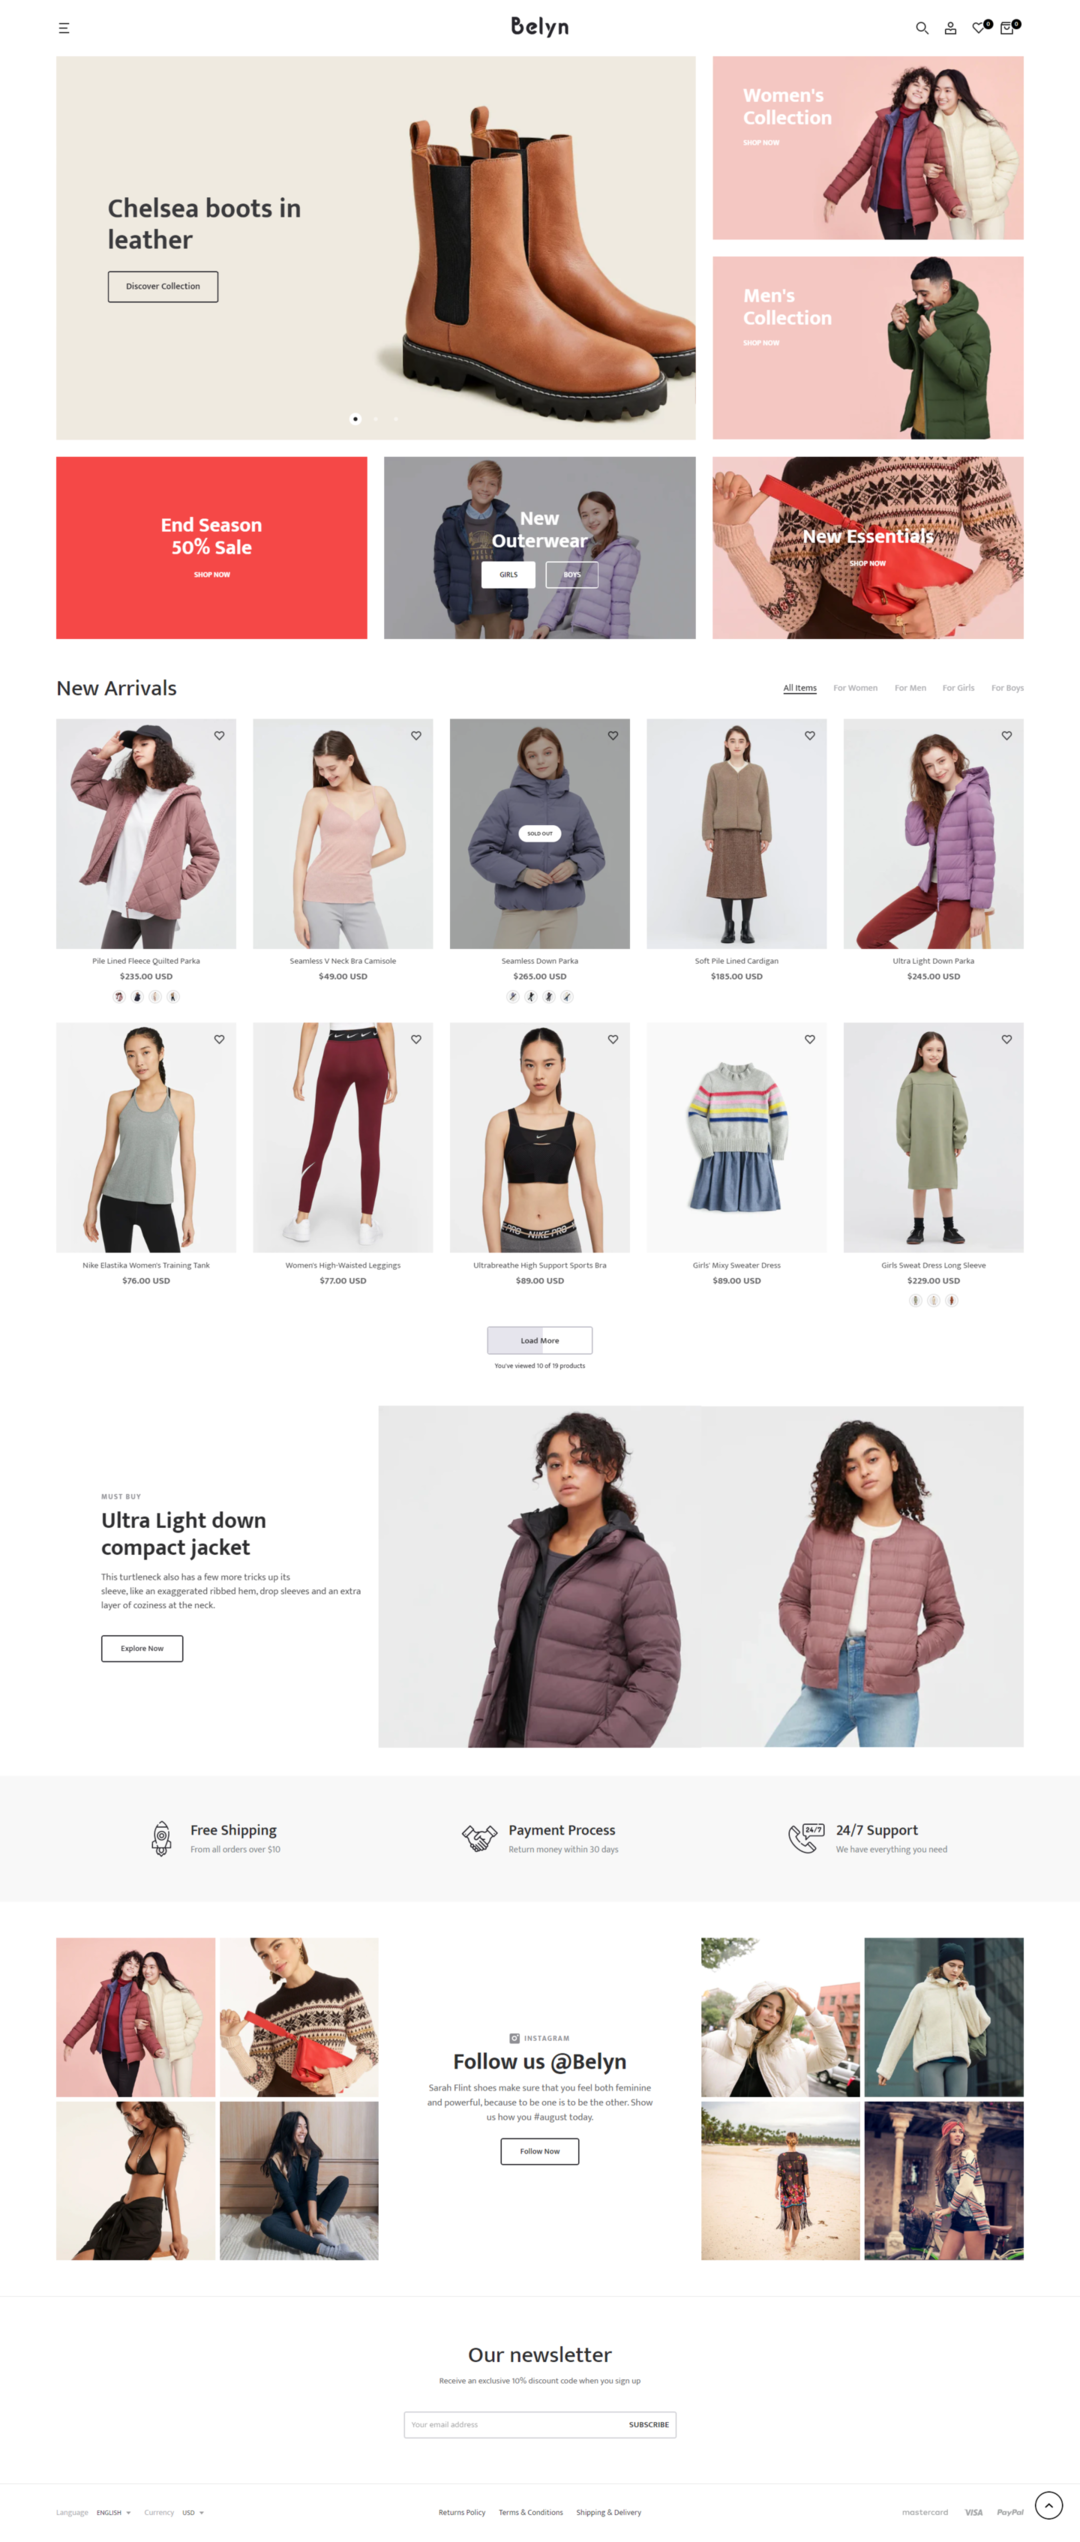 Belyn
0
0
Chelsea boots in
leather
Discover Collection
Women's
Collection
SHOP NOW
Men's
Collection
SHOP NOW
End Season
50% Sale
SHOP NOW
New
Outerwear
GIRLS
BOYS
New Essentials
SHOP NOW
New Arrivals
All Items
For Women
For Men
For Girls
For Boys
SOLD OUT
Pile Lined Fleece Quilted Parka
$235.00 USD
Seamless V Neck Bra Camisole
$49.00 USD
Seamless Down Parka
$265.00 USD
Soft Pile Lined Cardigan
$185.00 USD
Ultra Light Down Parka
$245.00 USD
PRO NIKE PRO
Nike Elastika Women's Training Tank
$76.00 USD
Women's High-Waisted Leggings
$77.00 USD
Ultrabreathe High Support Sports Bra
$89.00 USD
Girls' Mixy Sweater Dress
$89.00 USD
Girls Sweat Dress Long Sleeve
$229.00 USD
Load More
You've viewed 10 of 19 products
MUST BUY
Ultra Light down
compact jacket
This turtleneck also has a few more tricks up its
sleeve, like an exaggerated ribbed hem, drop sleeves and an extra
layer of coziness at the neck.
Explore Now
Free Shipping
From all orders over $10
Payment Process
Return money within 30 days
24/7
24/7 Support
We have everything you need
INSTAGRAM
Follow us @Belyn
Sarah Flint shoes make sure that you feel both feminine
and powerful, because to be one is to be the other. Show
us how you #august today.
Follow Now
Our newsletter
Receive an exclusive 10% discount code when you sign up
Your email address
SUBSCRIBE
Language ENGLISH Currency USD
Returns Policy Terms & Conditions Shipping & Delivery
mastercard VISA PayPal